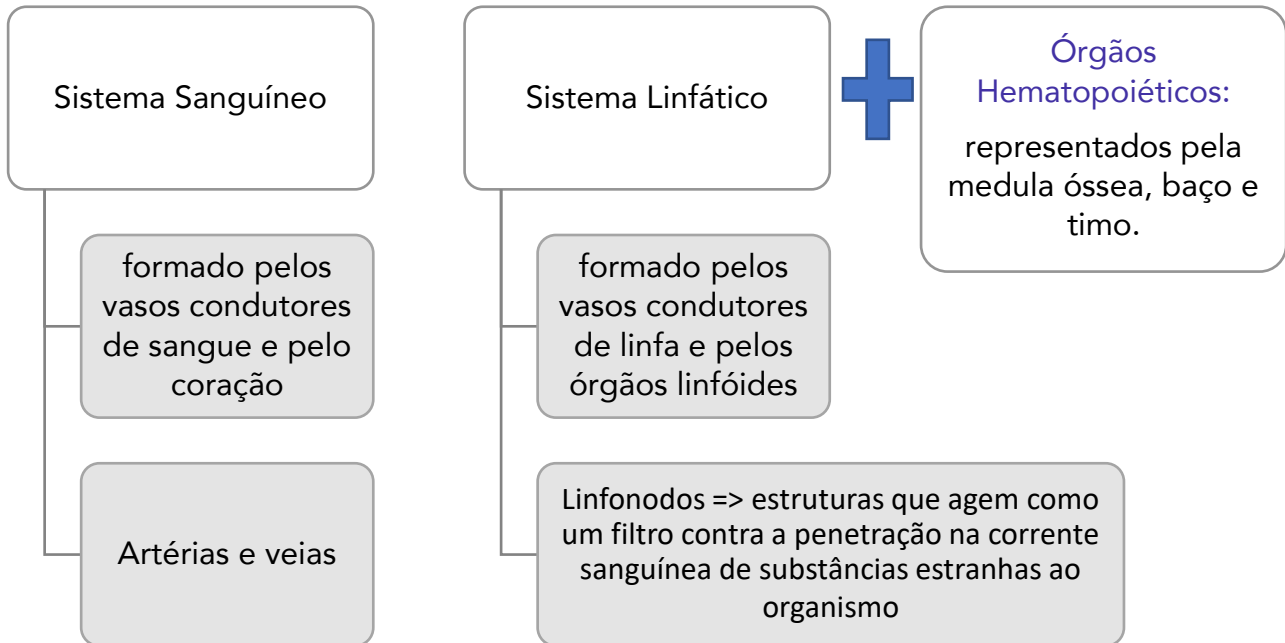 Sistema Sanguíneo
formado pelos
vasos condutores
de sangue e pelo
coração
Artérias e veias
Sistema Linfático
formado pelos
vasos condutores
de linfa e pelos
órgãos linfóides
Linfonodos => estruturas que agem como
um filtro contra a penetração na corrente
sanguínea de substâncias estranhas ao
organismo
Órgãos
Hematopoiéticos:
representados pela
medula óssea, baço e
timo.